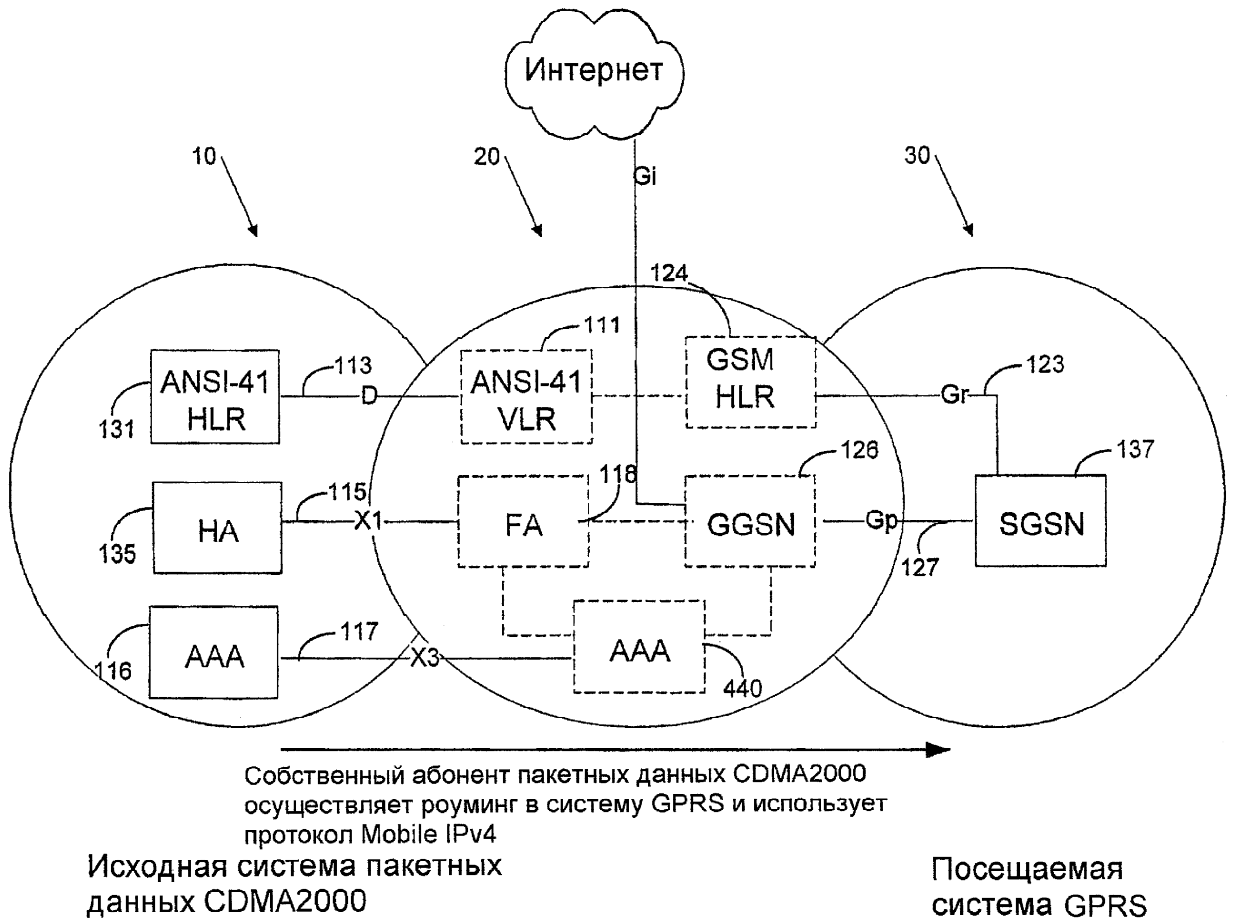 Интернет
10
20
30
Gi
124
111
GSM
HLR
ANSI-41
HLR
113
D
ANSI-41
VLR
Gr
123
131
126
137
115
118
HA
X1
FA
GGSN
Gp
SGSN
135
127
117
AAA
X3
AAA
116
440
Собственный абонент пакетных данных CDMA2000
осуществляет роуминг в систему GPRS и использует
протокол Mobile IPv4
Исходная система пакетных
данных CDMA2000
Посещаемая
система GPRS